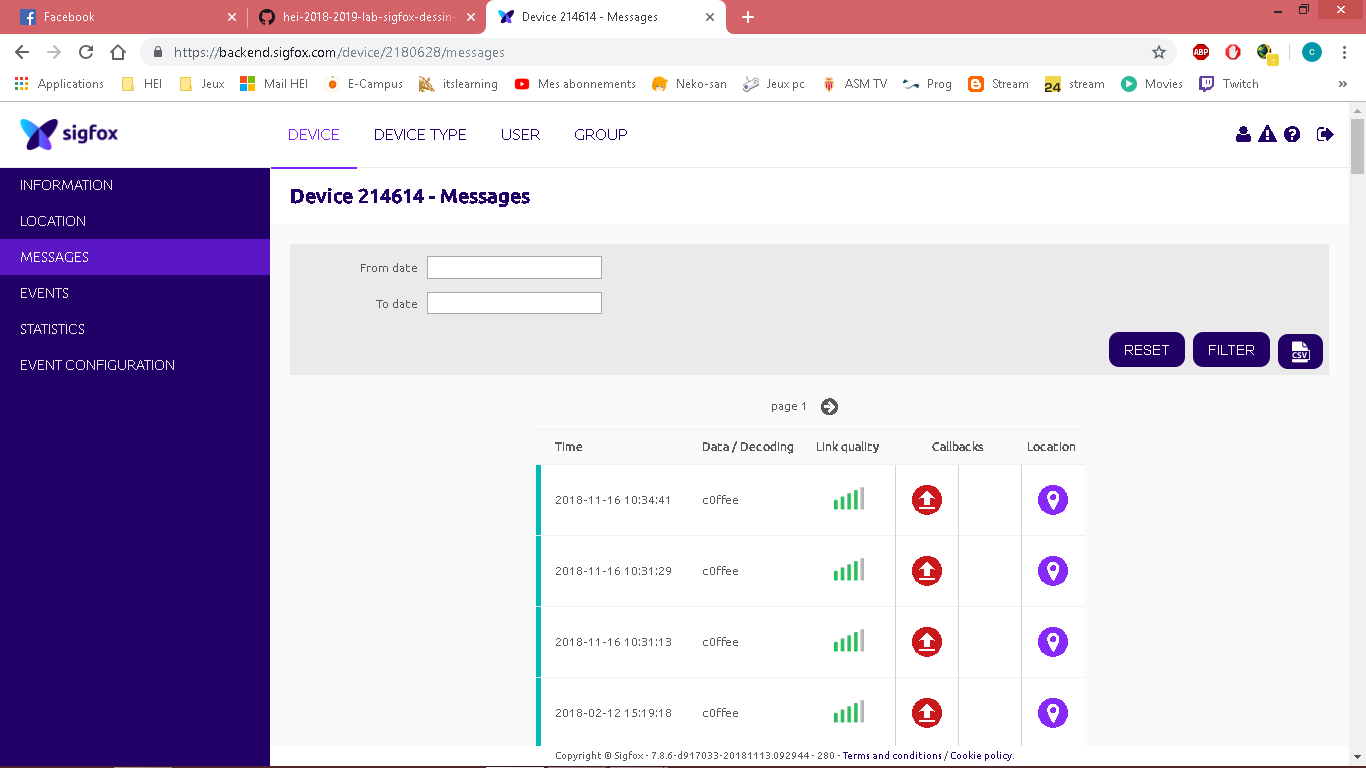 Facebook
hei-2018-2019-lab-sigfox-dessin-
Device 214614 - Messages
https://backend.sigfox.com/device/2180628/messages
ABP
C
Applications HEI Jeux Mail HEI E-Campus itslearning Mes abonnements Neko-san Jeux pc ASM TV Prog Stream 24 stream Movies Twitch »
sigfox
DEVICE DEVICE TYPE USER GROUP
INFORMATION
LOCATION
MESSAGES
EVENTS
STATISTICS
EVENT CONFIGURATION
Device 214614 - Messages
From date
To date
RESET FILTER CSV
page 1
Time Data / Decoding Link quality Callbacks Location
2018-11-16 10:34:41 c0ffee
2018-11-16 10:31:29 c0ffee
2018-11-16 10:31:13 c0ffee
2018-02-12 15:19:18 c0ffee
Copyright © Sigfox - 7.8.6-d917033-20181113.092944 - 280 - Terms and conditions / Cookie policy.